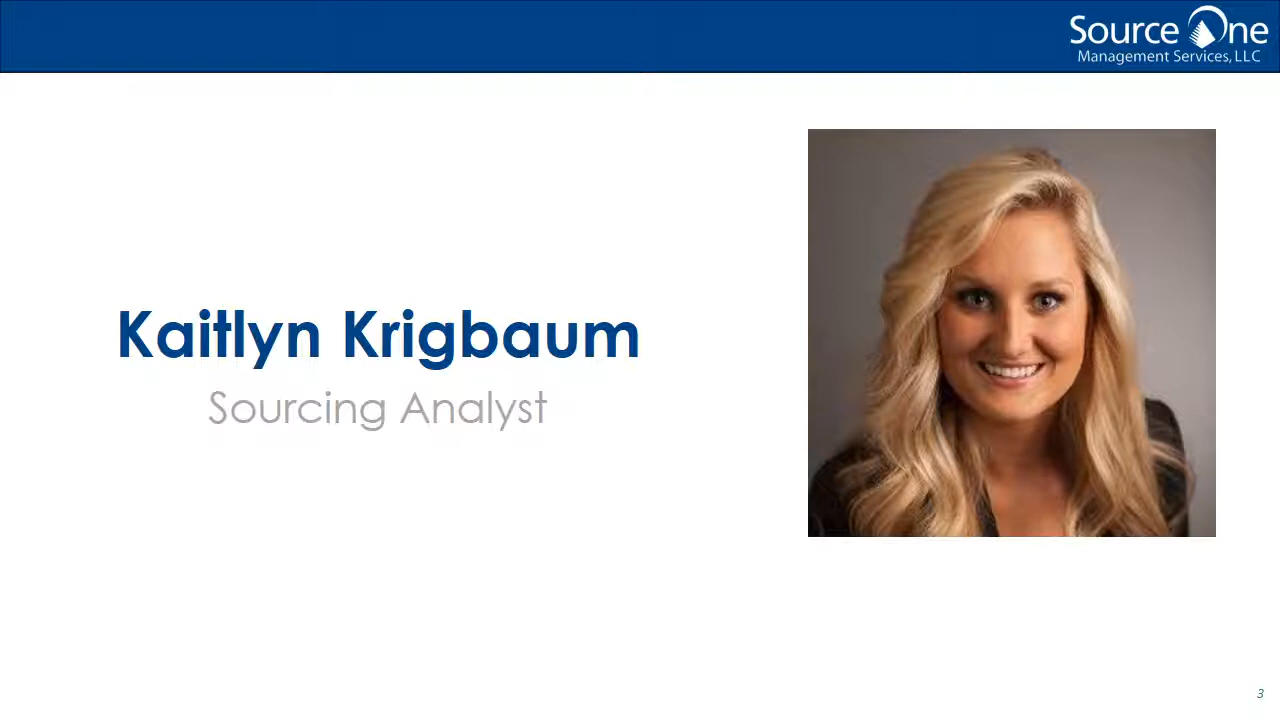 Source One
Management Services, LLC
Kaitlyn Krigbaum
Sourcing Analyst
3